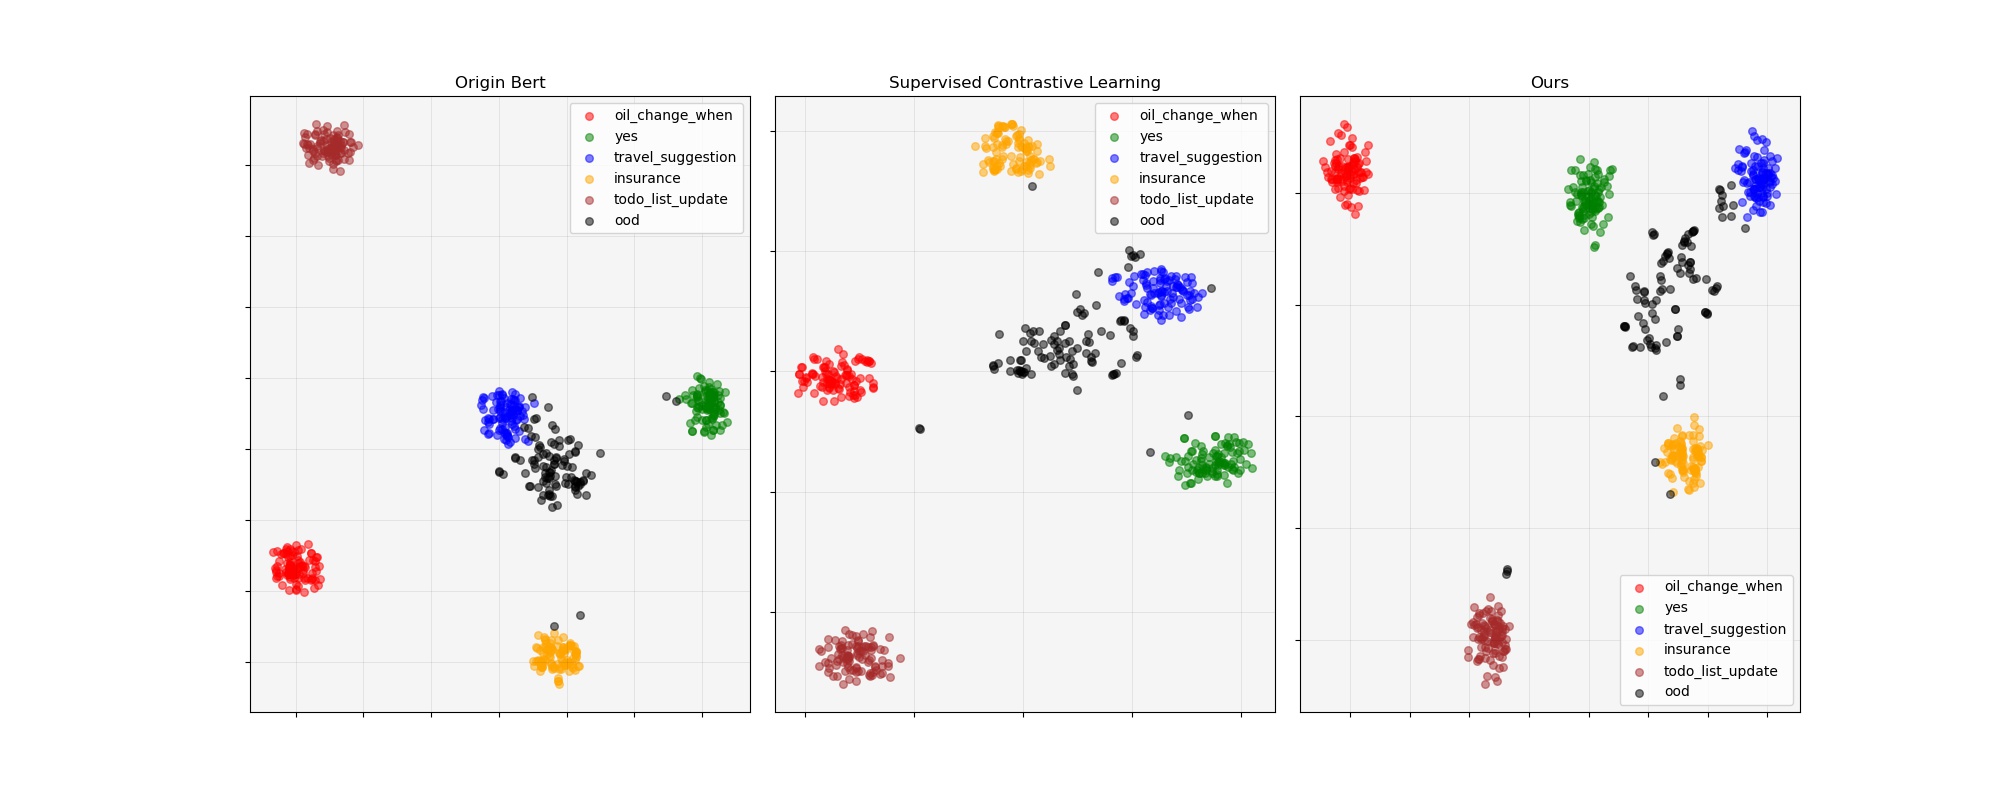 Origin Bert
oil_change_when
yes
travel_suggestion
insurance
todo_list_update
ood
Supervised Contrastive Learning
oil_change_when
yes
travel_suggestion
insurance
todo_list_update
ood
Ours
oil_change_when
yes
travel_suggestion
insurance
todo_list_update
ood